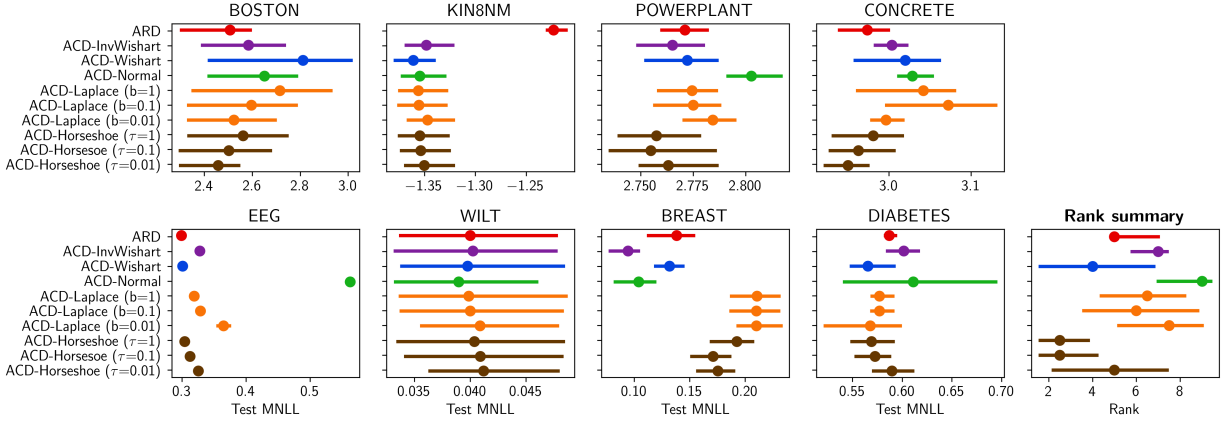 BOSTON
KIN8NM
POWERPLANT
CONCRETE
ARD
ACD-InvWishart
ACD-Wishart
ACD-Normal
ACD-Laplace (b=1)
ACD-Laplace (b=0.1)
ACD-Laplace (b=0.01)
ACD-Horseshoe (τ=1)
ACD-Horsesoe (τ=0.1)
ACD-Horseshoe (τ=0.01)
2.4 2.6 2.8 3.0
−1.35 −1.30 −1.25
2.750 2.775 2.800
3.0 3.1
EEG
WILT
BREAST
DIABETES
Rank summary
ARD
ACD-InvWishart
ACD-Wishart
ACD-Normal
ACD-Laplace (b=1)
ACD-Laplace (b=0.1)
ACD-Laplace (b=0.01)
ACD-Horseshoe (τ=1)
ACD-Horsesoe (τ=0.1)
ACD-Horseshoe (τ=0.01)
0.3 0.4 0.5
0.035 0.040 0.045
0.10 0.15 0.20
0.55 0.60 0.65 0.70
2 4 6 8
Test MNLL
Test MNLL
Test MNLL
Test MNLL
Rank